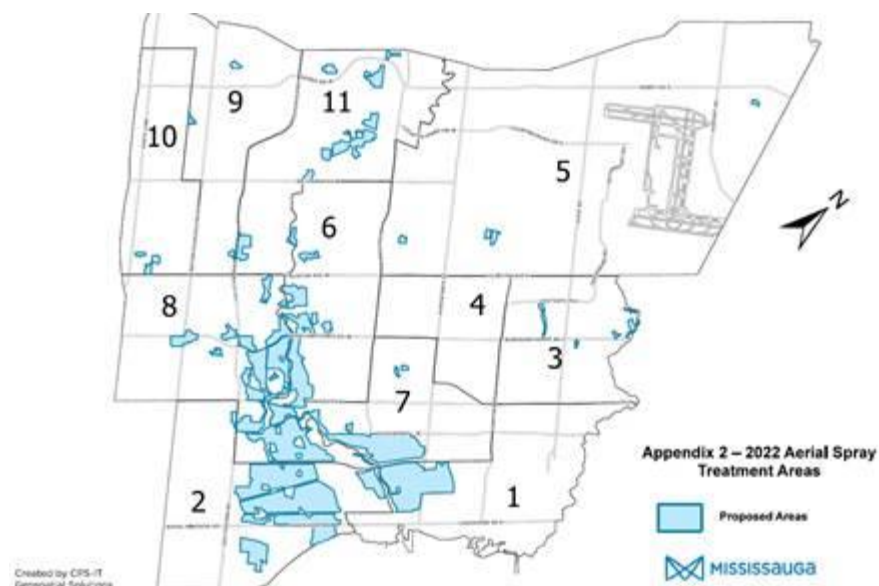 9
11
10
5
6
N
8
4
3
7
2
1
Appendix 2 – 2022 Aerial Spray
Treatment Areas
Proposed Areas
MISSISSAUGA
Created by CPS-IT
Geospatial Solutions